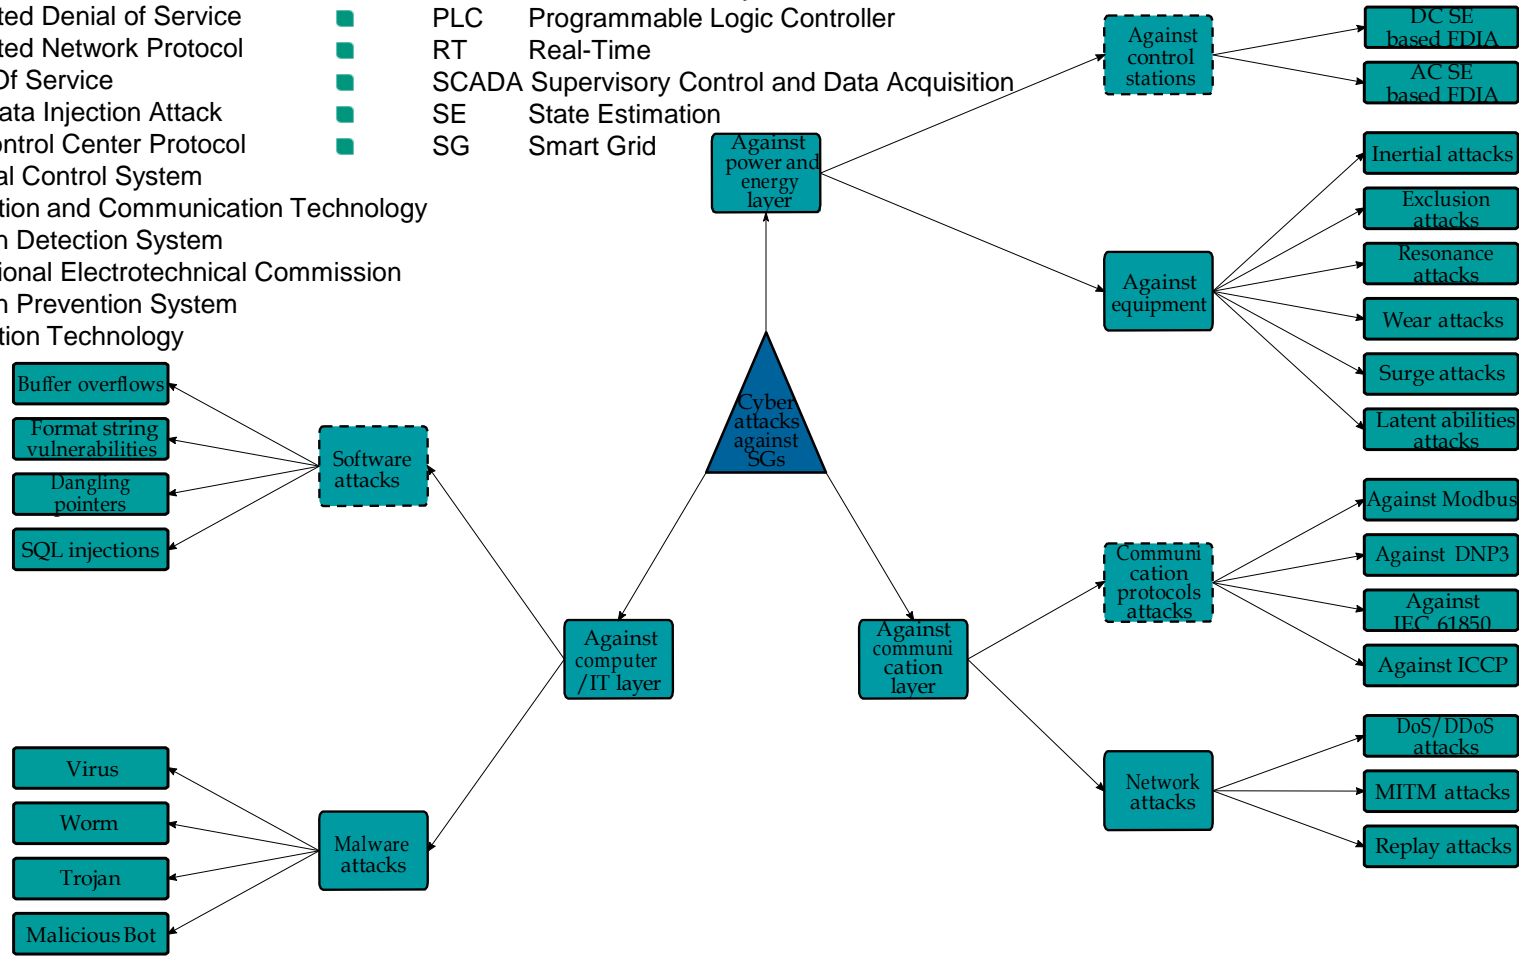 ted Denial of Service
ted Network Protocol
Of Service
ata Injection Attack
ontrol Center Protocol
al Control System
tion and Communication Technology
n Detection System
ional Electrotechnical Commission
n Prevention System
tion Technology
PLC Programmable Logic Controller
RT Real-Time
SCADA Supervisory Control and Data Acquisition
SE State Estimation
SG Smart Grid
Against
power and
energy
layer
Against
control
stations
DC SE
based FDIA
AC SE
based FDIA
Against
equipment
Inertial attacks
Exclusion
attacks
Resonance
attacks
Wear attacks
Surge attacks
Latent abilities
attacks
Cyber
attacks
against
SGs
Buffer overflows
Format string
vulnerabilities
Dangling
pointers
SQL injections
Software
attacks
Against
computer
/IT layer
Malware
attacks
Virus
Worm
Trojan
Malicious Bot
Against
communi
cation
layer
Communi
cation
protocols
attacks
Against Modbus
Against DNP3
Against
IEC 61850
Against ICCP
Network
attacks
DoS/DDoS
attacks
MITM attacks
Replay attacks